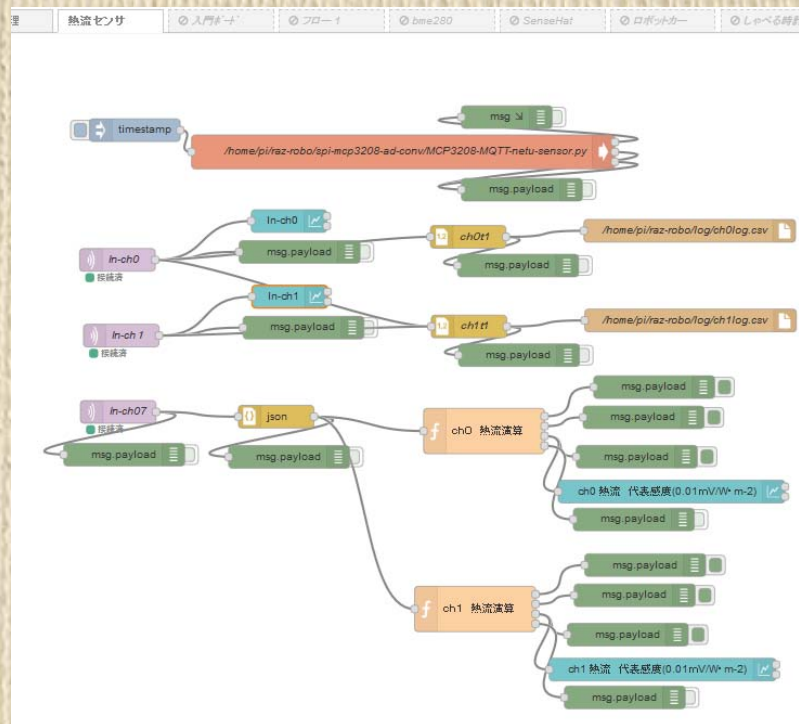 理
熱流センサ
入門ボード
フロー 1
bme280
SenseHat
ロボットカー
しゃべる時計
msg
timestamp
/home/pi/raz-robo/spi-mcp3208-ad-conv/MCP3208-MQTT-netu-sensor.py
msg.payload
In-ch0
In-ch0
接続済
msg.payload
ch0t1
/home/pi/raz-robo/log/ch0log.csv
msg.payload
In-ch1
In-ch 1
接続済
msg.payload
ch1t1
/home/pi/raz-robo/log/ch1log.csv
msg.payload
In-ch07
接続済
msg.payload
json
msg.payload
ch0 熱流演算
msg.payload
msg.payload
msg.payload
ch0 熱流 代表感度(0.01mV/W・m-2)
msg.payload
ch1 熱流演算
msg.payload
msg.payload
msg.payload
ch1 熱流 代表感度(0.01mV/W・m-2)
msg.payload